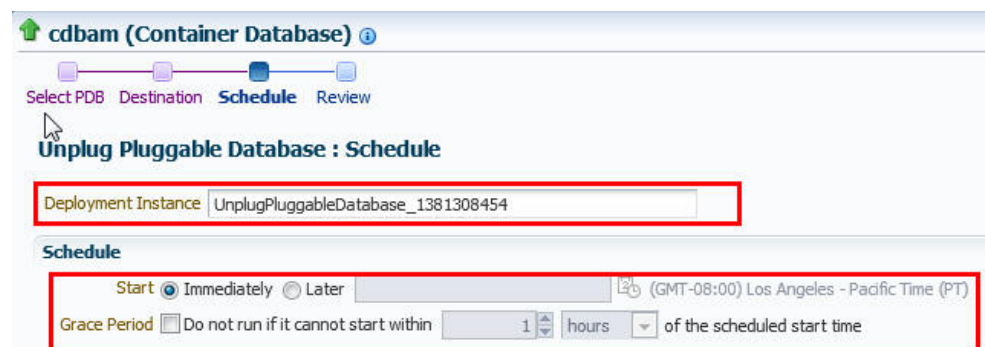 cdbam (Container Database)
Select PDB Destination Schedule Review
Unplug Pluggable Database : Schedule
Deployment Instance UnplugPluggableDatabase_1381308454
Schedule
Start Immediately Later (GMT-08:00) Los Angeles - Pacific Time (PT)
Grace Period Do not run if it cannot start within 1 hours of the scheduled start time